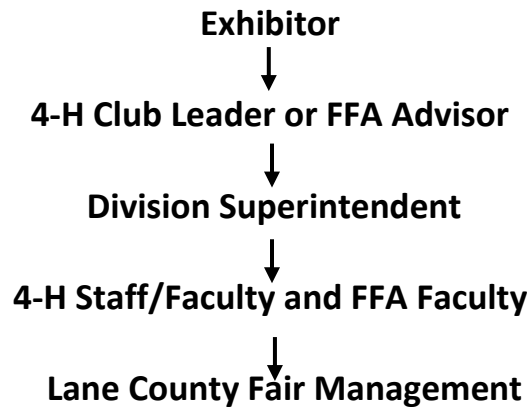 Exhibitor
4-H Club Leader or FFA Advisor
Division Superintendent
4-H Staff/Faculty and FFA Faculty
Lane County Fair Management